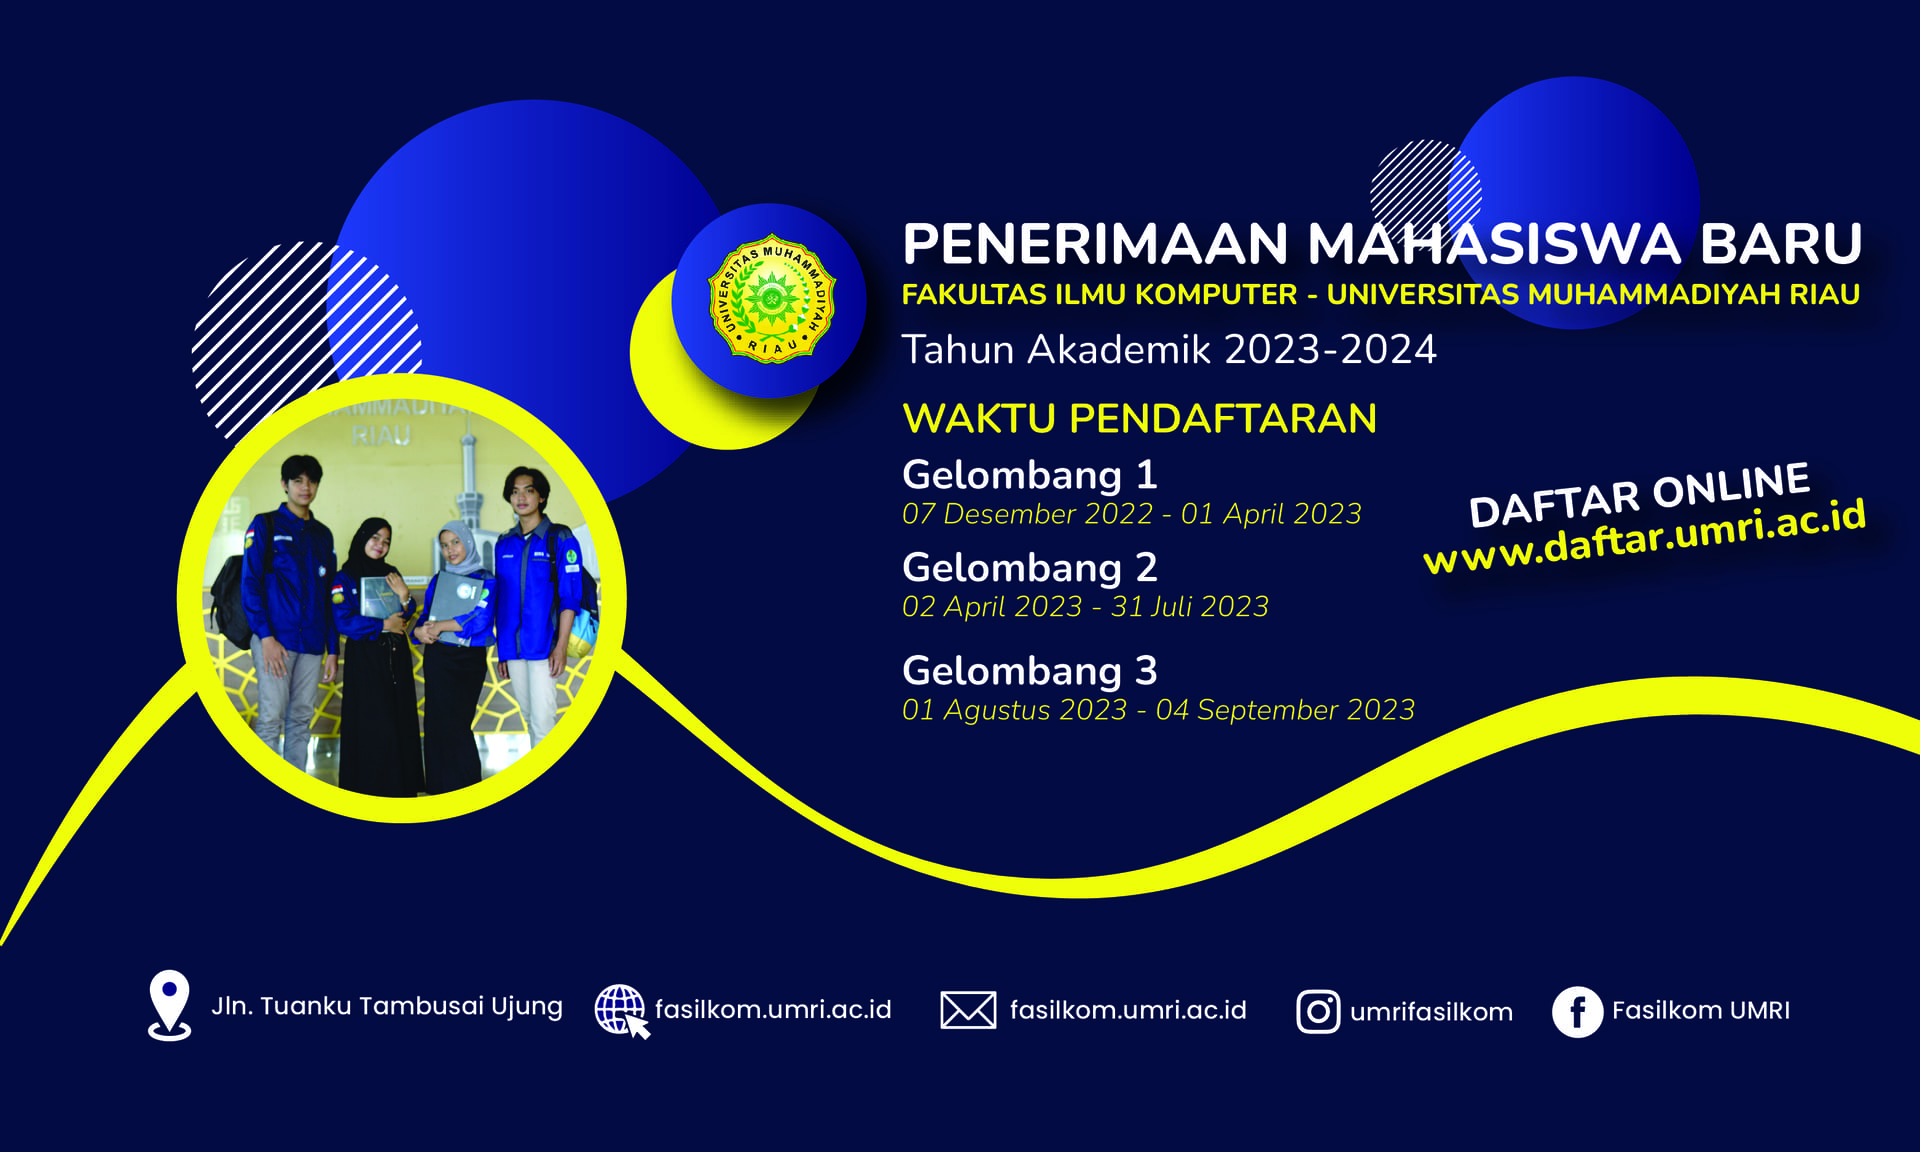 UNIVERSITAS MUHAMMADIYAH
RIAU
PENERIMAAN MAHASISWA BARU
FAKULTAS ILMU KOMPUTER - UNIVERSITAS MUHAMMADIYAH RIAU
Tahun Akademik 2023-2024
WAKTU PENDAFTARAN
Gelombang 1
07 Desember 2022 - 01 April 2023
Gelombang 2
02 April 2023 - 31 Juli 2023
Gelombang 3
01 Agustus 2023 - 04 September 2023
DAFTAR ONLINE
www.daftar.umri.ac.id
RIAU
Jln. Tuanku Tambusai Ujung
fasilkom.umri.ac.id
fasilkom.umri.ac.id
umrifasilkom
Fasilkom UMRI